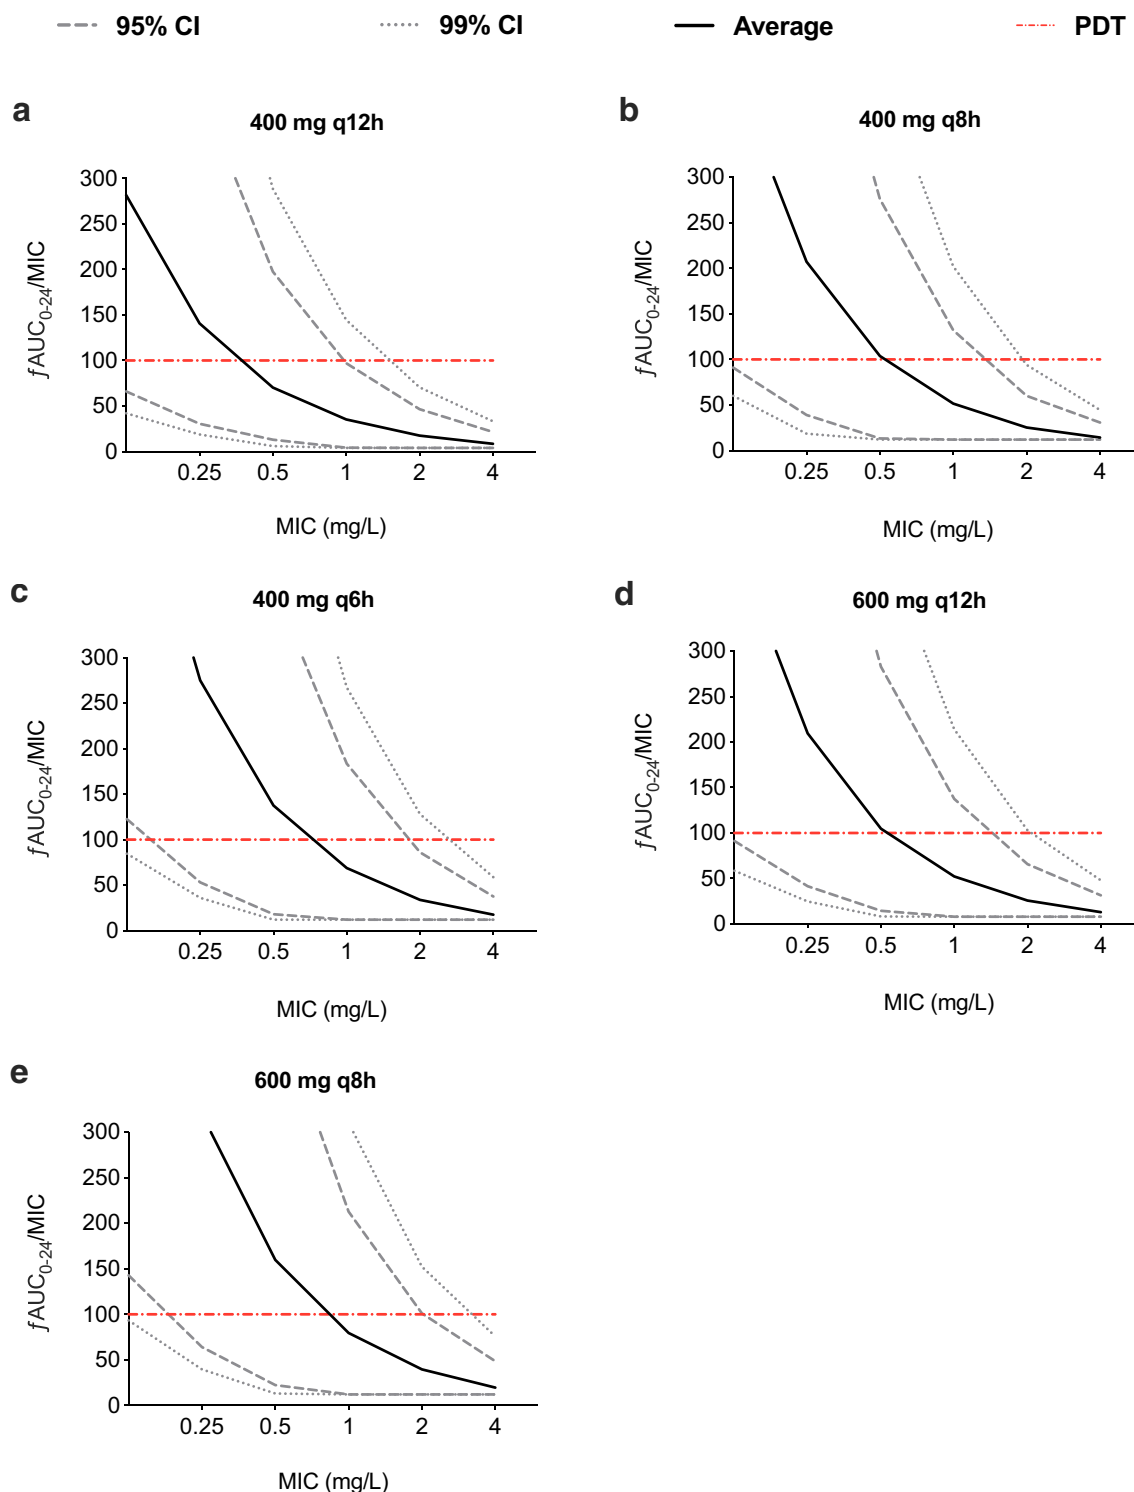 95% CI 99% CI Average PDT
a
400 mg q12h
300
250
200
150
100
50
0
fAUC0-24/MIC
0.25 0.5 1 2 4
MIC (mg/L)
b
400 mg q8h
300
250
200
150
100
50
0
fAUC0-24/MIC
0.25 0.5 1 2 4
MIC (mg/L)
c
400 mg q6h
300
250
200
150
100
50
0
fAUC0-24/MIC
0.25 0.5 1 2 4
MIC (mg/L)
d
600 mg q12h
300
250
200
150
100
50
0
fAUC0-24/MIC
0.25 0.5 1 2 4
MIC (mg/L)
e
600 mg q8h
300
250
200
150
100
50
0
fAUC0-24/MIC
0.25 0.5 1 2 4
MIC (mg/L)